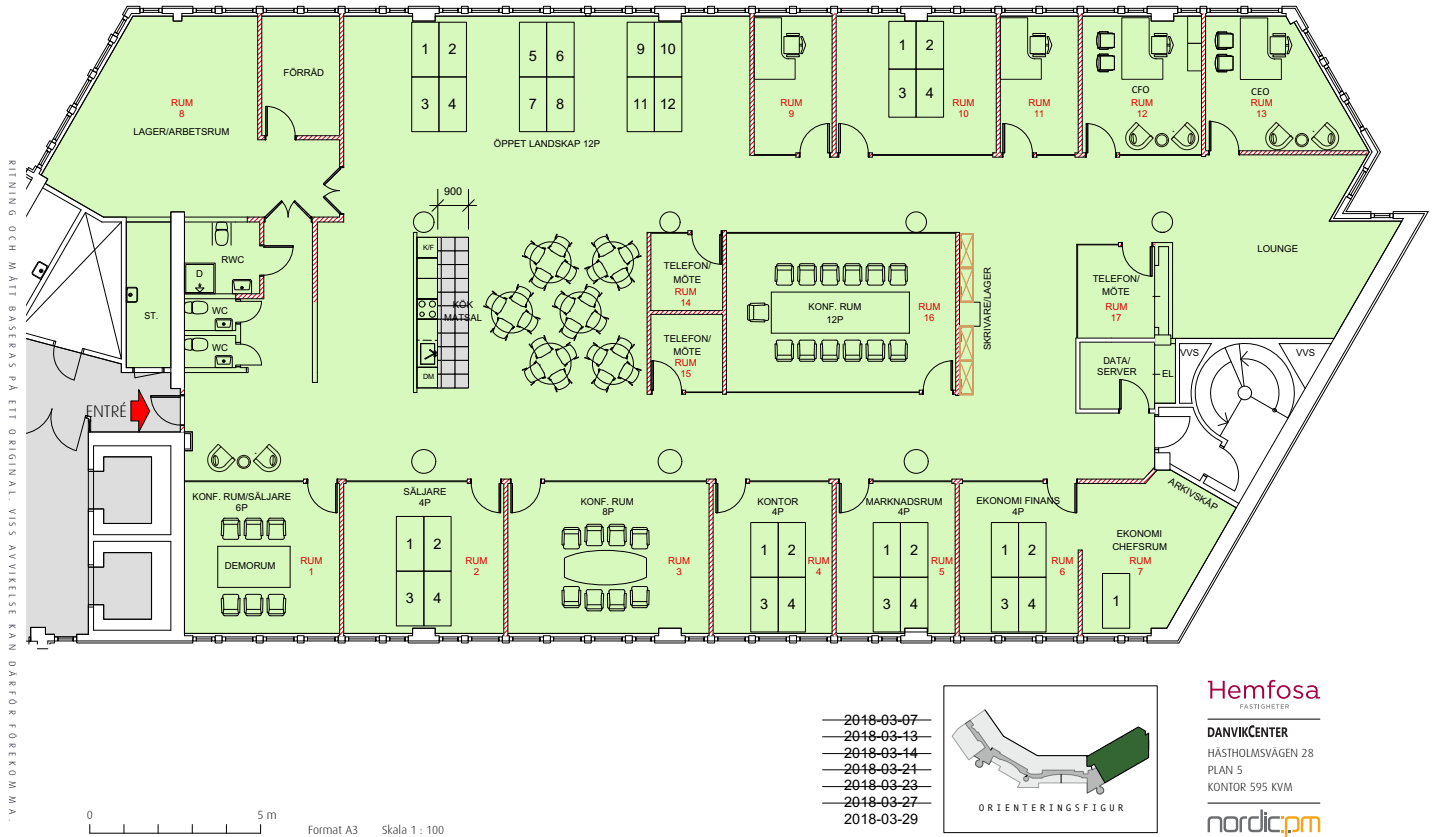 1 2
3 4
5 6
7 8
9 10
11 12
ÖPPET LANDSKAP 12P
FÖRRÅD
RUM
8
LAGER/ARBETSRUM
RUM
9
1 2
3 4
RUM
10
RUM
11
CFO
RUM
12
CEO
RUM
13
900
K/F
KÖK
MATSAL
DM
RWC
D
WC
WC
ST.
ENTRÉ
TELEFON/
MÖTE
RUM
14
TELEFON/
MÖTE
RUM
15
KONF. RUM
12P
RUM
16
SKRIVARE/LAGER
TELEFON/
MÖTE
RUM
17
LOUNGE
DATA/
SERVER
EL
VVS
VVS
ARKIVSKÅP
KONF. RUM/SÄLJARE
6P
DEMORUM
RUM
1
SÄLJARE
4P
1 2
3 4
RUM
2
KONF. RUM
8P
RUM
3
KONTOR
4P
1 2
3 4
RUM
4
MARKNADSRUM
4P
1 2
3 4
RUM
5
EKONOMI FINANS
4P
1 2
3 4
RUM
6
EKONOMI
CHEFSRUM
RUM
7
1
RITNING OCH MÅTT BASERAS PÅ ETT ORIGINAL. VISS AVVIKELSE KAN DÄRFÖR FÖREKOMMA.
0 5 m
Format A3 Skala 1 : 100
2018-03-07
2018-03-13
2018-03-14
2018-03-21
2018-03-23
2018-03-27
2018-03-29
ORIENTERINGSFIGUR
Hemfosa
FASTIGHETER
DANVIKCENTER
HÄSTHOLMSVÄGEN 28
PLAN 5
KONTOR 595 KVM
nordic:pm